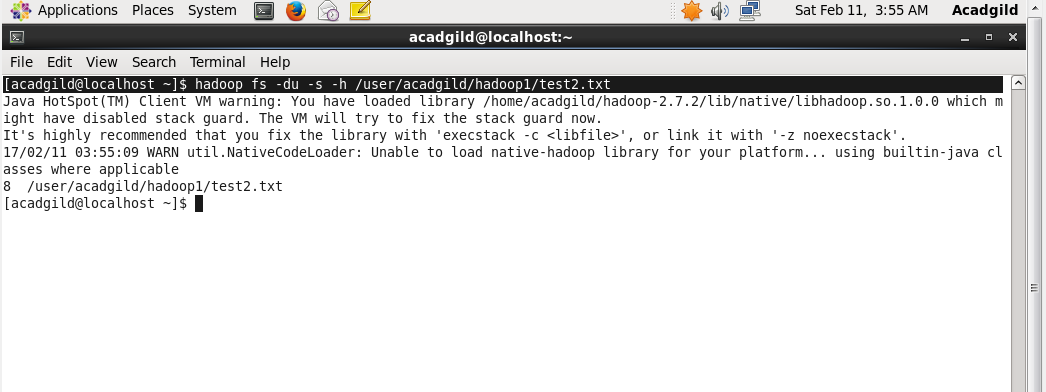 Applications Places System Sat Feb 11, 3:55 AM Acadgild
acadgild@localhost:~
File Edit View Search Terminal Help
[acadgild@localhost ~]$ hadoop fs -du -s -h /user/acadgild/hadoop1/test2.txt
Java HotSpot(TM) Client VM warning: You have loaded library /home/acadgild/hadoop-2.7.2/lib/native/libhadoop.so.1.0.0 which m
ight have disabled stack guard. The VM will try to fix the stack guard now.
It's highly recommended that you fix the library with 'execstack -c <libfile>', or link it with '-z noexecstack'.
17/02/11 03:55:09 WARN util.NativeCodeLoader: Unable to load native-hadoop library for your platform... using builtin-java cl
asses where applicable
8  /user/acadgild/hadoop1/test2.txt
[acadgild@localhost ~]$